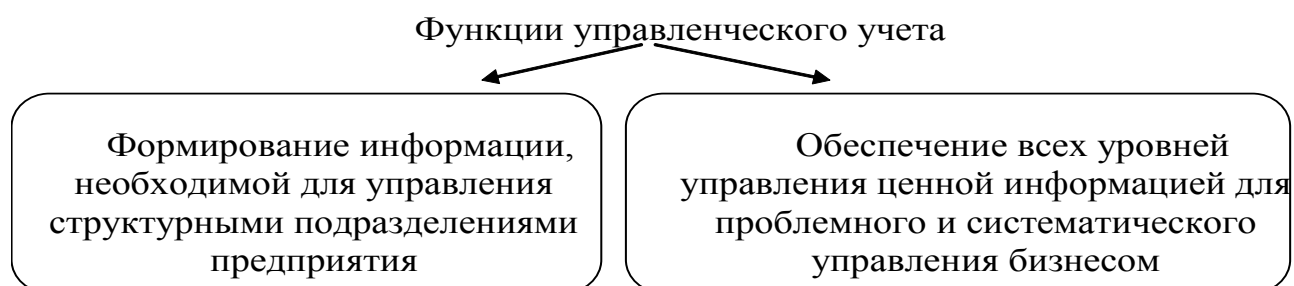 Функции управленческого учета
Формирование информации,
необходимой для управления
структурными подразделениями
предприятия
Обеспечение всех уровней
управления ценной информацией для
проблемного и систематического
управления бизнесом